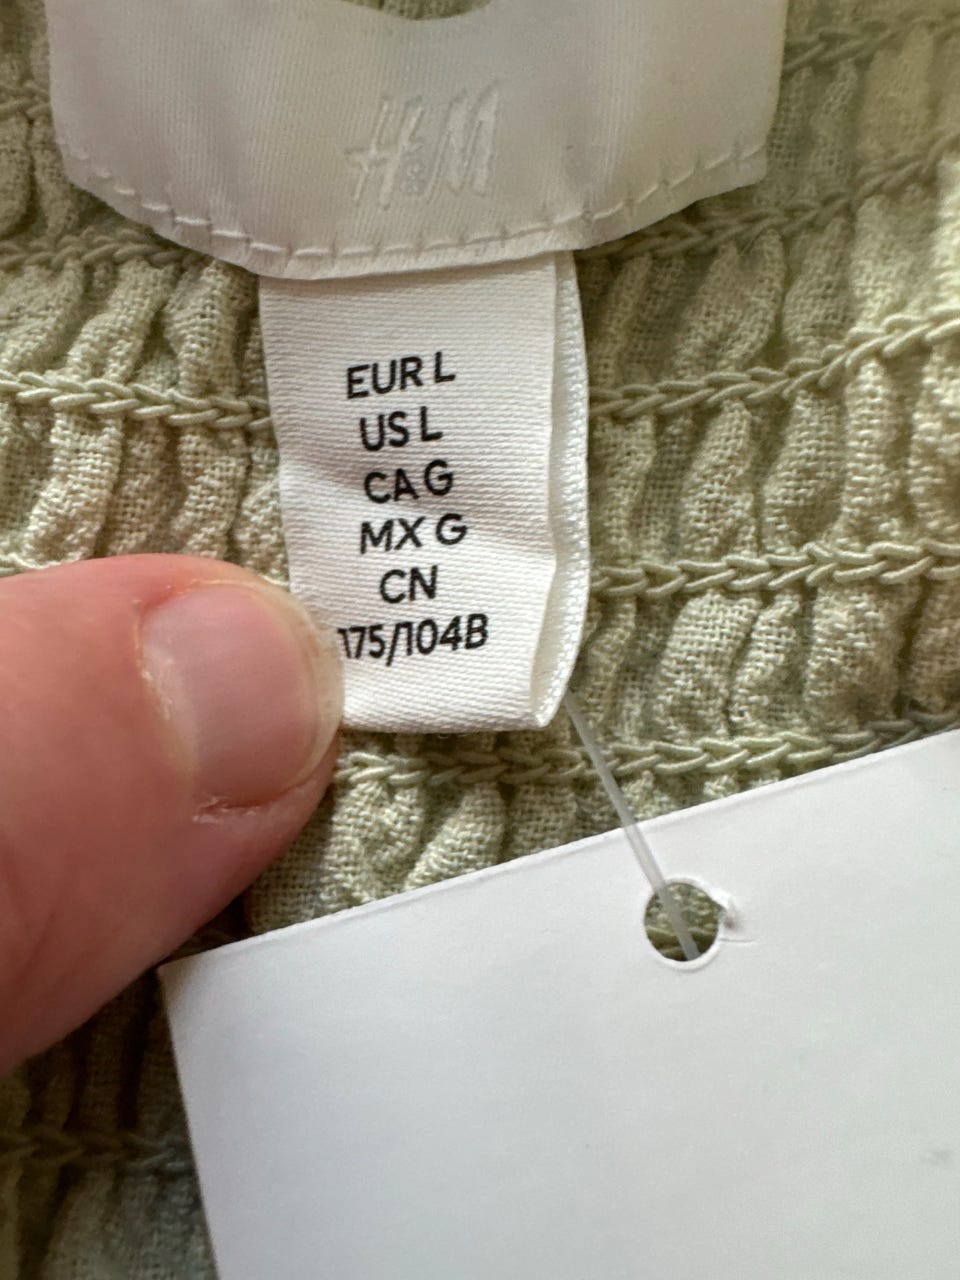 H&M
EUR L
US L
CA G
MX G
CN
175/104B